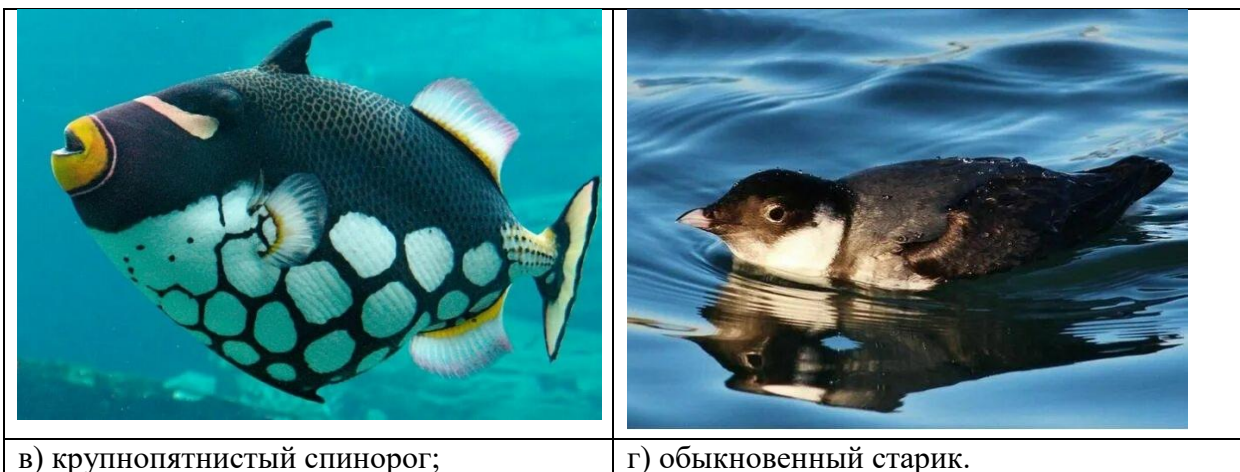 в) крупнопятнистый спинорог;
г) обыкновенный старик.